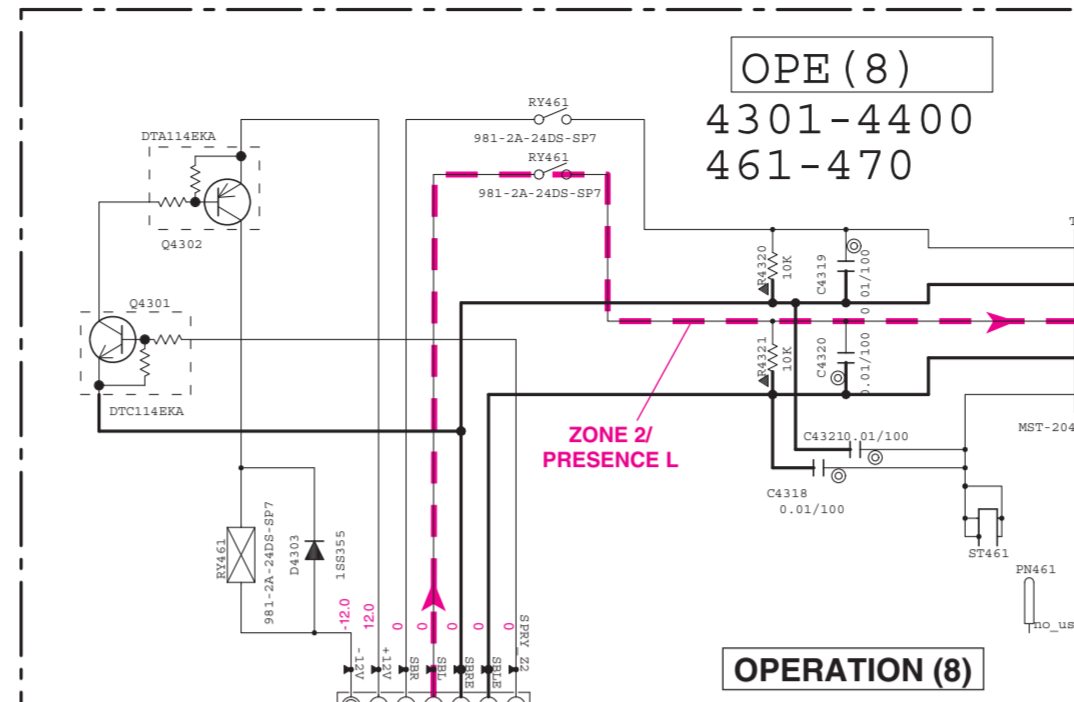 OPE (8)
4301-4400
461-470
RY461
981-2A-24DS-SP7
RY461
981-2A-24DS-SP7
DTA114EKA
Q4302
Q4301
DTC114EKA
R4320
10K
C4319
0.01/100
R4321
10K
C4320
0.01/100
ZONE 2/
PRESENCE L
C4321
0.01/100
C4318
0.01/100
MST-204
ST461
PN461
no_us
RY461
981-2A-24DS-SP7
D4303
1SS355
-12.0
12.0
0
0
0
0
0
-12V
+12V
SBR
SBL
SBRE
SBLE
SPRY_Z2
OPERATION (8)